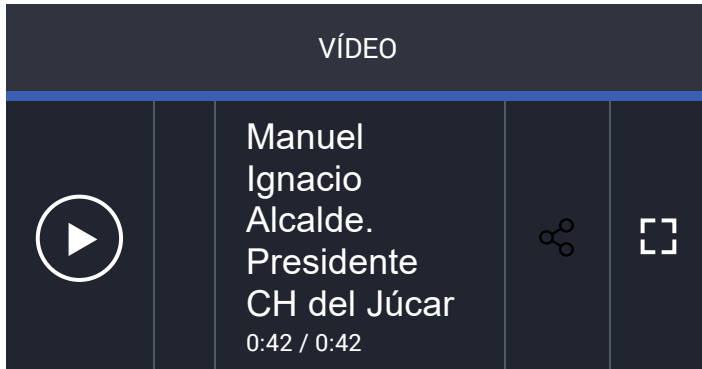 VÍDEO
Manuel
Ignacio
Alcalde.
Presidente
CH del Júcar
0:42 / 0:42